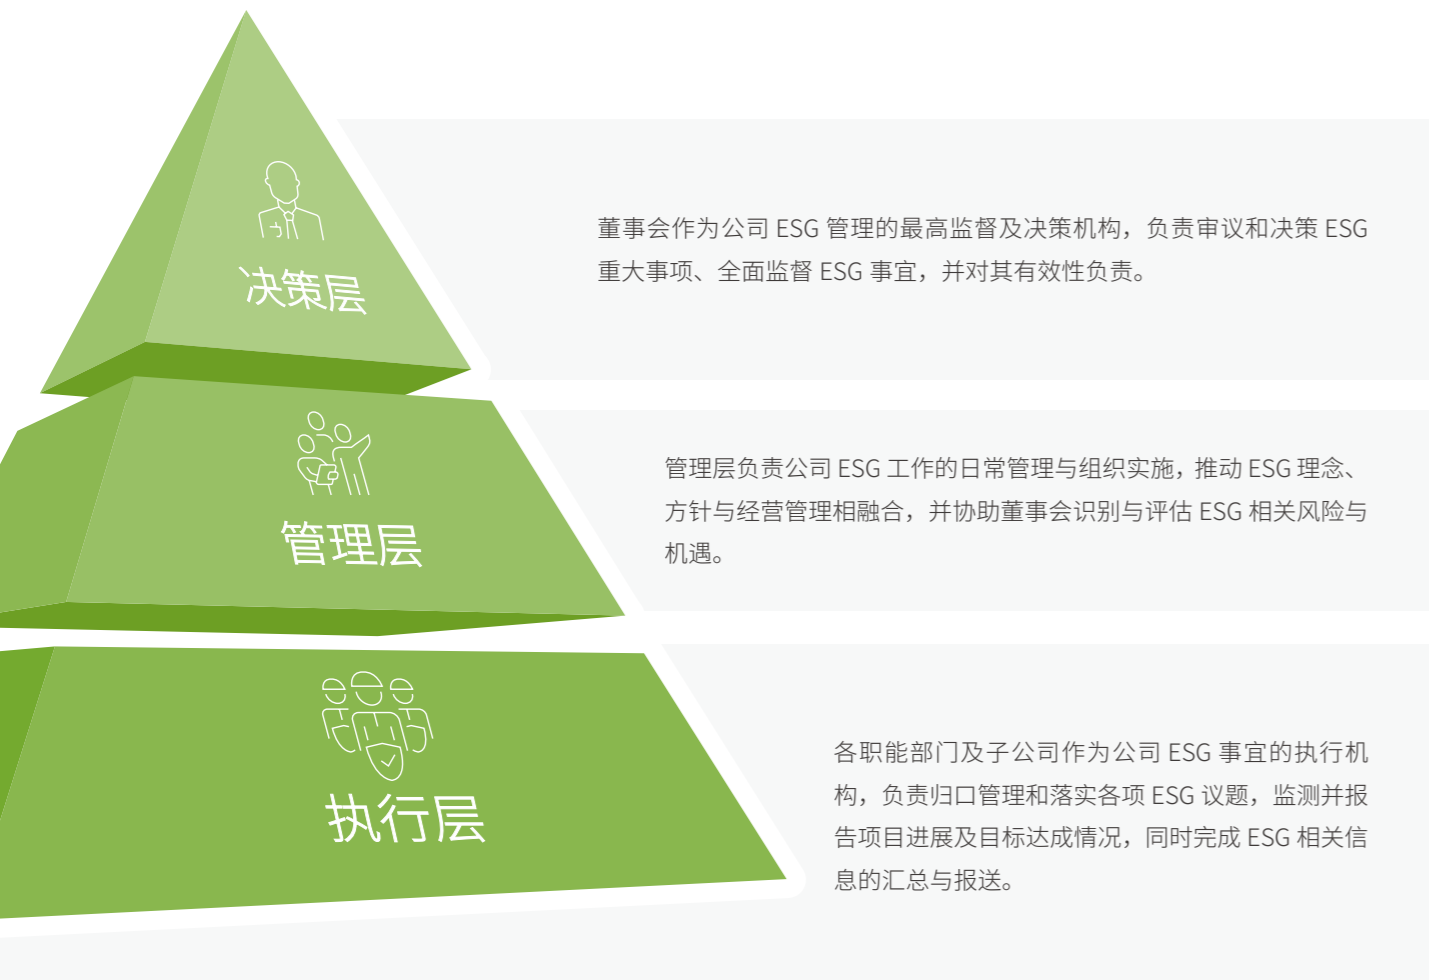 决策层
董事会作为公司 ESG 管理的最高监督及决策机构，负责审议和决策 ESG
重大事项、全面监督 ESG 事宜，并对其有效性负责。
管理层
管理层负责公司 ESG 工作的日常管理与组织实施，推动 ESG 理念、
方针与经营管理相融合，并协助董事会识别与评估 ESG 相关风险与
机遇。
执行层
各职能部门及子公司作为公司 ESG 事宜的执行机
构，负责归口管理和落实各项 ESG 议题，监测并报
告项目进展及目标达成情况，同时完成 ESG 相关信
息的汇总与报送。